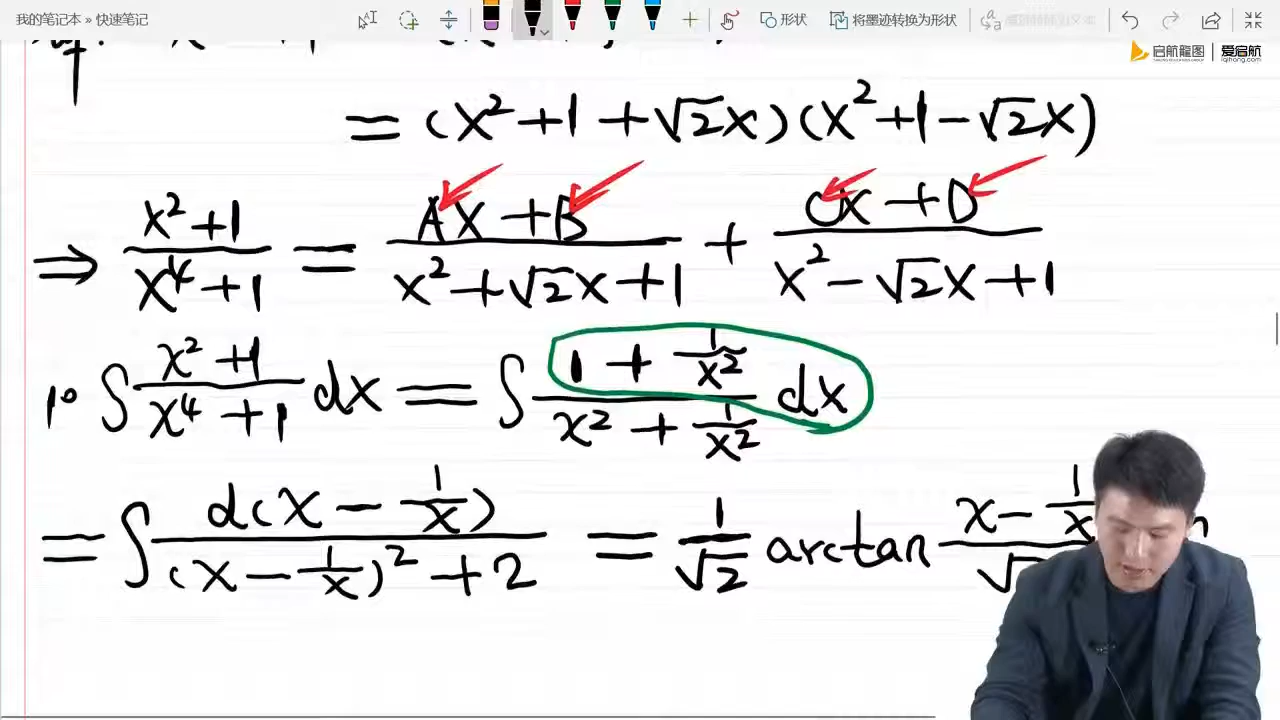 我的笔记本 » 快速笔记
形状 将墨迹转换为形状
启航龍图 | 爱启航
iqihang.com
= (x² + 1 + √2x)(x² + 1 - √2x)
⇒ (x² + 1)/(x⁴ + 1) = (Ax + B)/(x² + √2x + 1) + (Cx + D)/(x² - √2x + 1)
1° ∫ (x² + 1)/(x⁴ + 1) dx = ∫ (1 + 1/x²)/(x² + 1/x²) dx
= ∫ d(x - 1/x)/((x - 1/x)² + 2) = 1/√2 arctan (x - 1/x)/√